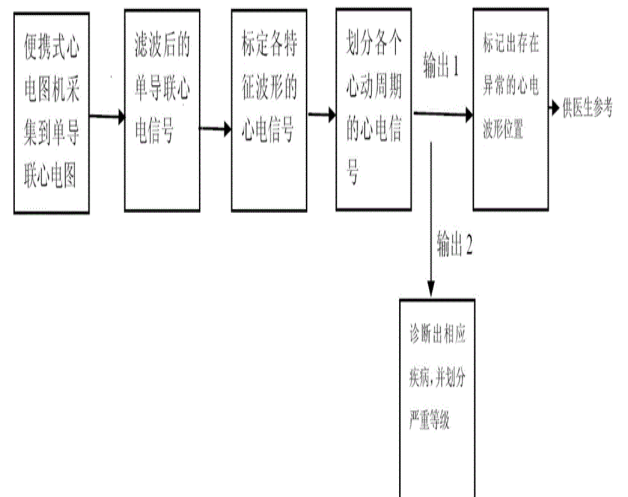 便携式心
电图机采
集到单导
联心电图
滤波后的
单导联心
电信号
标定各特
征波形的
心电信号
划分各个
心动周期
的心电信
号
输出1
标记出存在
异常的心电
波形位置
供医生参考
输出2
诊断出相应
疾病,并划分
严重等级